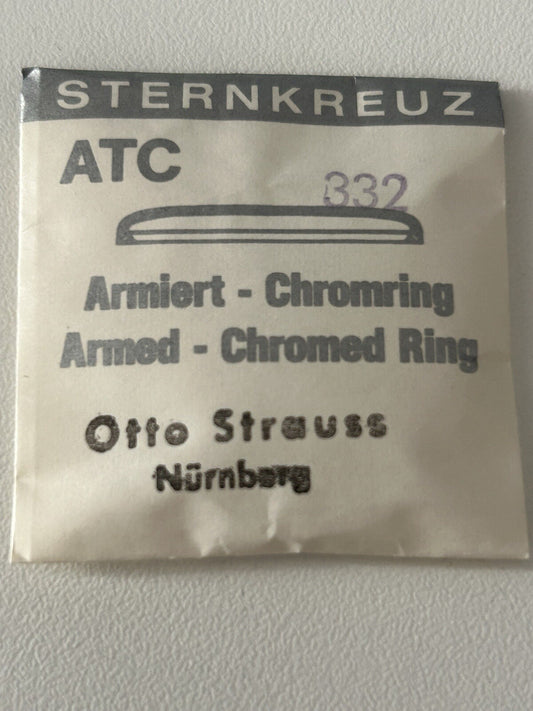 STERNKREUZ
ATC
332
Armiert - Chromring
Armed - Chromed Ring
Otto Strauss
Nürnberg